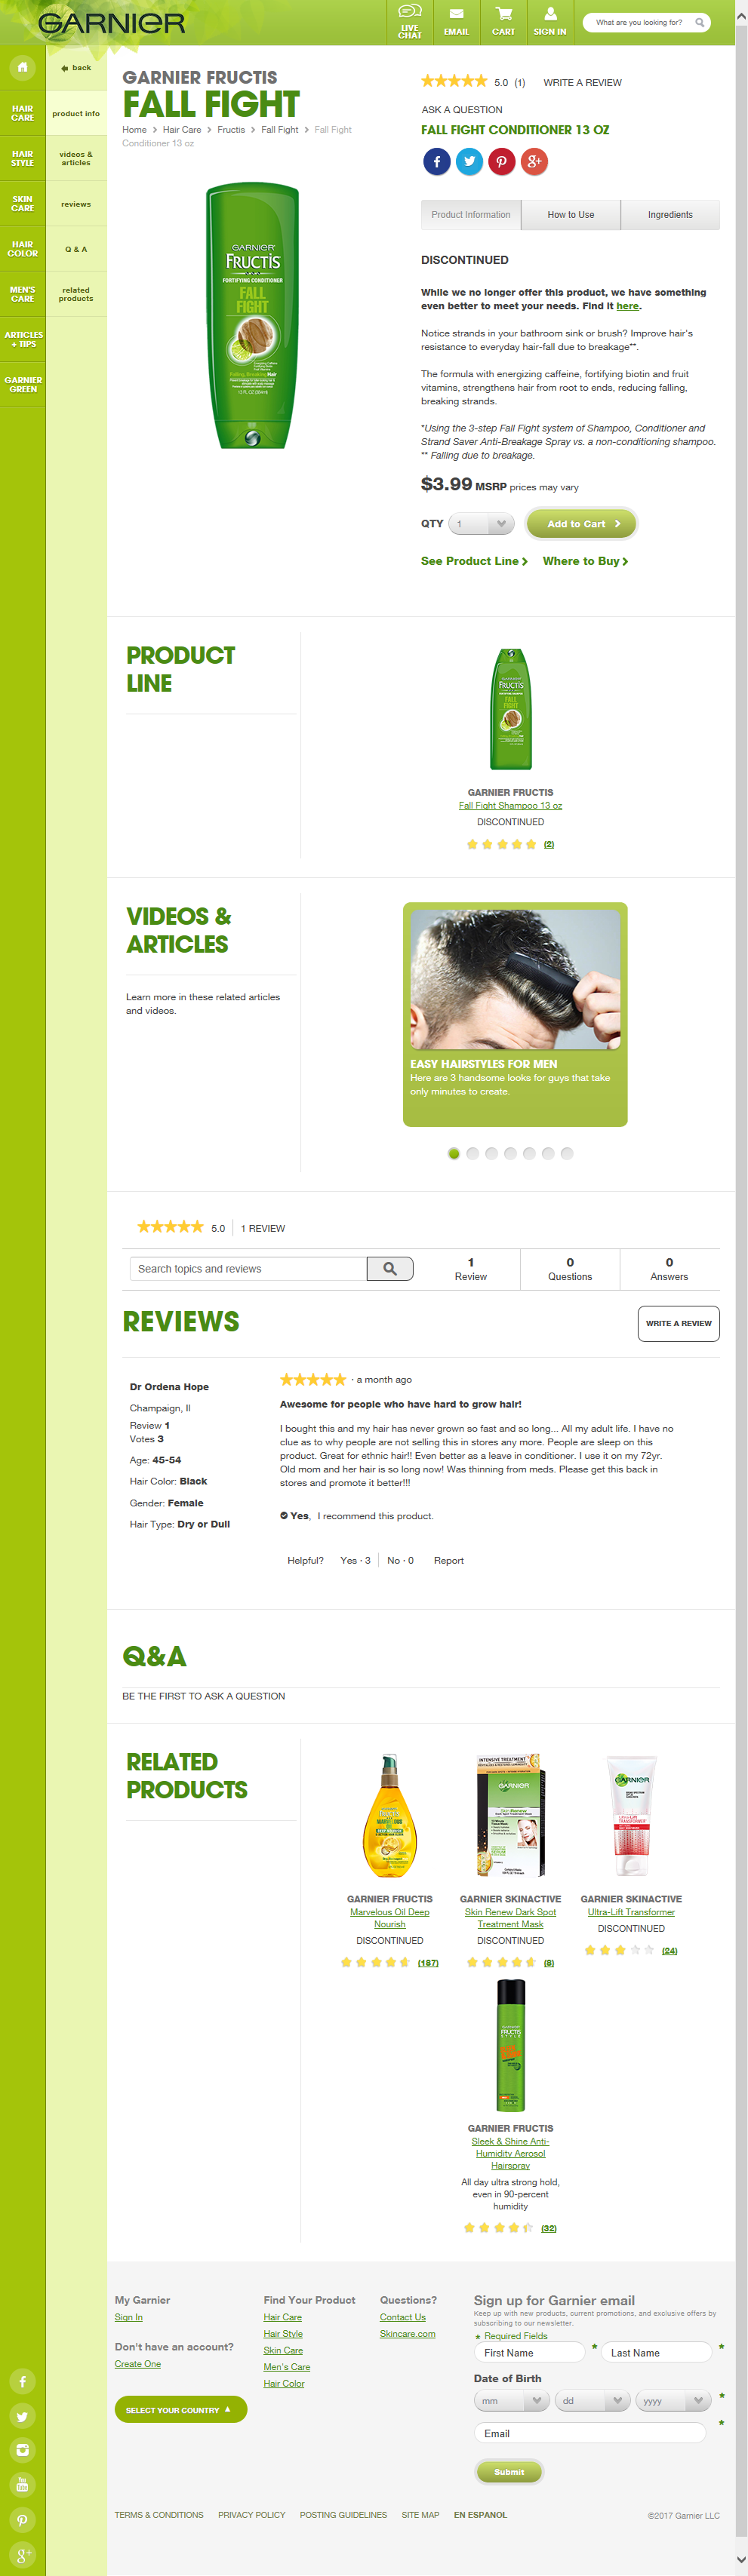 GARNIER
LIVE CHAT
EMAIL
CART
SIGN IN
What are you looking for?
back
HAIR CARE
product info
HAIR STYLE
videos & articles
SKIN CARE
reviews
HAIR COLOR
Q & A
MEN'S CARE
related products
ARTICLES + TIPS
GARNIER GREEN
GARNIER FRUCTIS
FALL FIGHT
Home > Hair Care > Fructis > Fall Fight > Fall Fight
Conditioner 13 oz
GARNIER
FRUCTIS
FORTIFYING CONDITIONER
FALL
FIGHT
5.0 (1) WRITE A REVIEW
ASK A QUESTION
FALL FIGHT CONDITIONER 13 OZ
Product Information
How to Use
Ingredients
DISCONTINUED
While we no longer offer this product, we have something
even better to meet your needs. Find it here.
Notice strands in your bathroom sink or brush? Improve hair's
resistance to everyday hair-fall due to breakage**.
The formula with energizing caffeine, fortifying biotin and fruit
vitamins, strengthens hair from root to ends, reducing falling,
breaking strands.
*Using the 3-step Fall Fight system of Shampoo, Conditioner and
Strand Saver Anti-Breakage Spray vs. a non-conditioning shampoo.
** Falling due to breakage.
$3.99 MSRP prices may vary
QTY 1 Add to Cart
See Product Line Where to Buy
PRODUCT
LINE
FRUCTIS
FALL
FIGHT
GARNIER FRUCTIS
Fall Fight Shampoo 13 oz
DISCONTINUED
(2)
VIDEOS &
ARTICLES
Learn more in these related articles
and videos.
EASY HAIRSTYLES FOR MEN
Here are 3 handsome looks for guys that take
only minutes to create.
5.0 1 REVIEW
Search topics and reviews
1
Review
0
Questions
0
Answers
REVIEWS
WRITE A REVIEW
Dr Ordena Hope
Champaign, Il
Review 1
Votes 3
Age: 45-54
Hair Color: Black
Gender: Female
Hair Type: Dry or Dull
· a month ago
Awesome for people who have hard to grow hair!
I bought this and my hair has never grown so fast and so long... All my adult life. I have no
clue as to why people are not selling this in stores any more. People are sleep on this
product. Great for ethnic hair!! Even better as a leave in conditioner. I use it on my 72yr.
Old mom and her hair is so long now! Was thinning from meds. Please get this back in
stores and promote it better!!!
Yes, I recommend this product.
Helpful? Yes · 3 No · 0 Report
Q&A
BE THE FIRST TO ASK A QUESTION
RELATED
PRODUCTS
GARNIER FRUCTIS
Marvelous Oil Deep
Nourish
DISCONTINUED
(187)
GARNIER
GARNIER SKINACTIVE
Skin Renew Dark Spot
Treatment Mask
DISCONTINUED
(8)
GARNIER
GARNIER SKINACTIVE
Ultra-Lift Transformer
DISCONTINUED
(24)
FRUCTIS
GARNIER FRUCTIS
Sleek & Shine Anti-
Humidity Aerosol
Hairspray
All day ultra strong hold,
even in 90-percent
humidity
(32)
My Garnier
Sign In
Don't have an account?
Create One
SELECT YOUR COUNTRY
Find Your Product
Hair Care
Hair Style
Skin Care
Men's Care
Hair Color
Questions?
Contact Us
Skincare.com
Sign up for Garnier email
Keep up with new products, current promotions, and exclusive offers by
subscribing to our newsletter.
* Required Fields
First Name * Last Name *
Date of Birth
mm dd yyyy *
Email *
Submit
You Tube
TERMS & CONDITIONS PRIVACY POLICY POSTING GUIDELINES SITE MAP EN ESPANOL ©2017 Garnier LLC